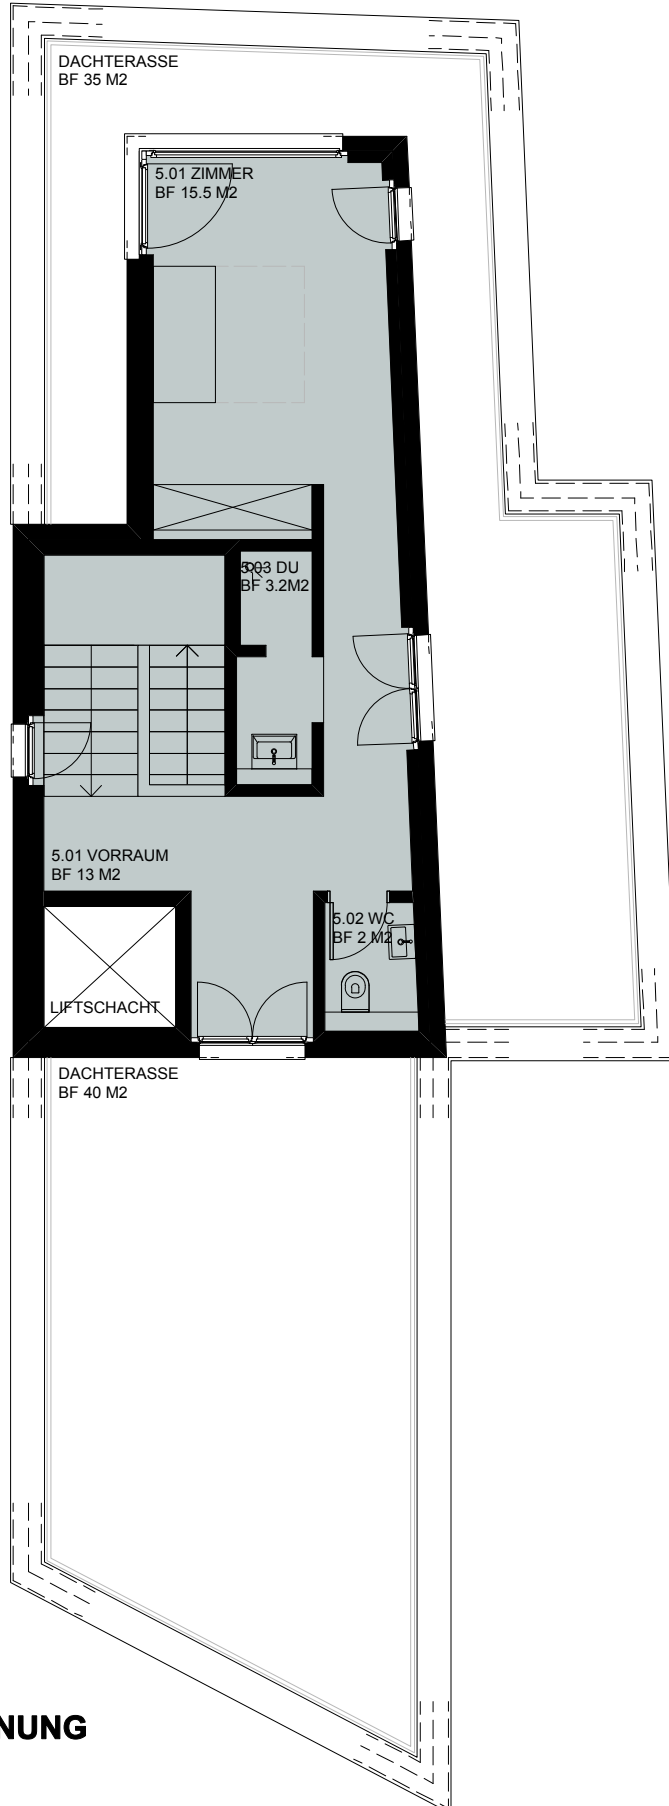 DACHTERASSE
BF 35 M2
5.01 ZIMMER
BF 15.5 M2
5.03 DU
BF 3.2M2
5.01 VORRAUM
BF 13 M2
5.02 WC
BF 2 M2
LIFTSCHACHT
DACHTERASSE
BF 40 M2
NUNG